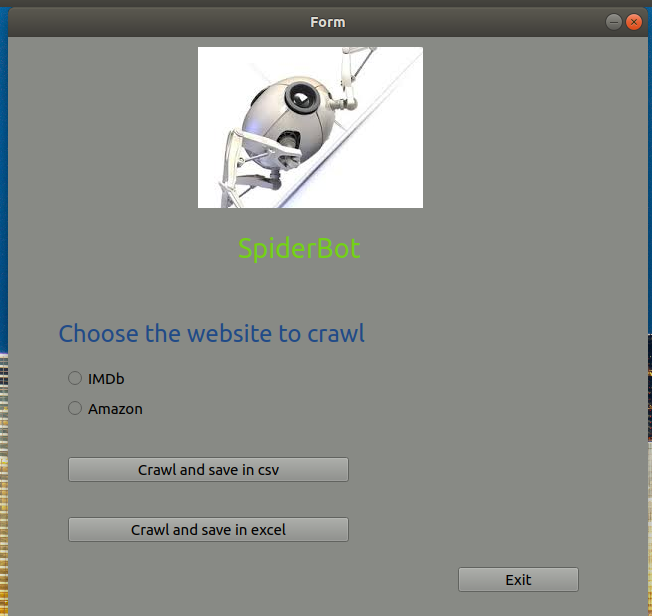 Form
SpiderBot
Choose the website to crawl
IMDb
Amazon
Crawl and save in csv
Crawl and save in excel
Exit